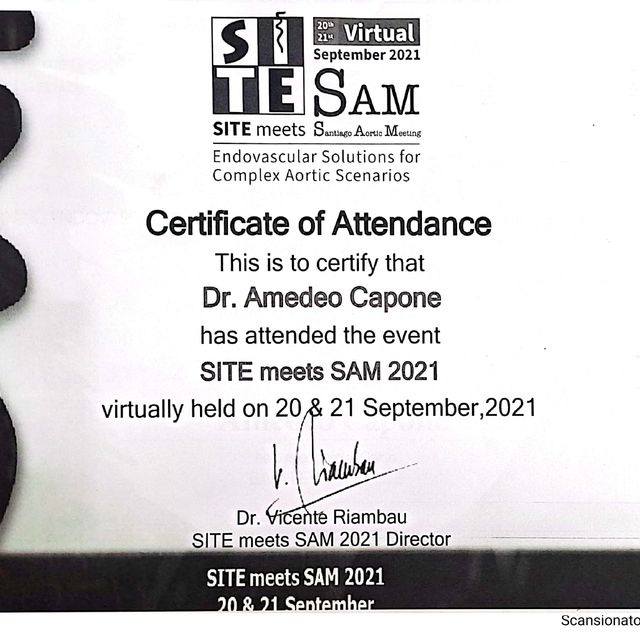 SITE
20th 21st Virtual
September 2021
SAM
SITE meets Santiago Aortic Meeting
Endovascular Solutions for
Complex Aortic Scenarios
Certificate of Attendance
This is to certify that
Dr. Amedeo Capone
has attended the event
SITE meets SAM 2021
virtually held on 20 & 21 September,2021
V. Riambau
Dr. Vicente Riambau
SITE meets SAM 2021 Director
SITE meets SAM 2021
20 & 21 September
Scansionato